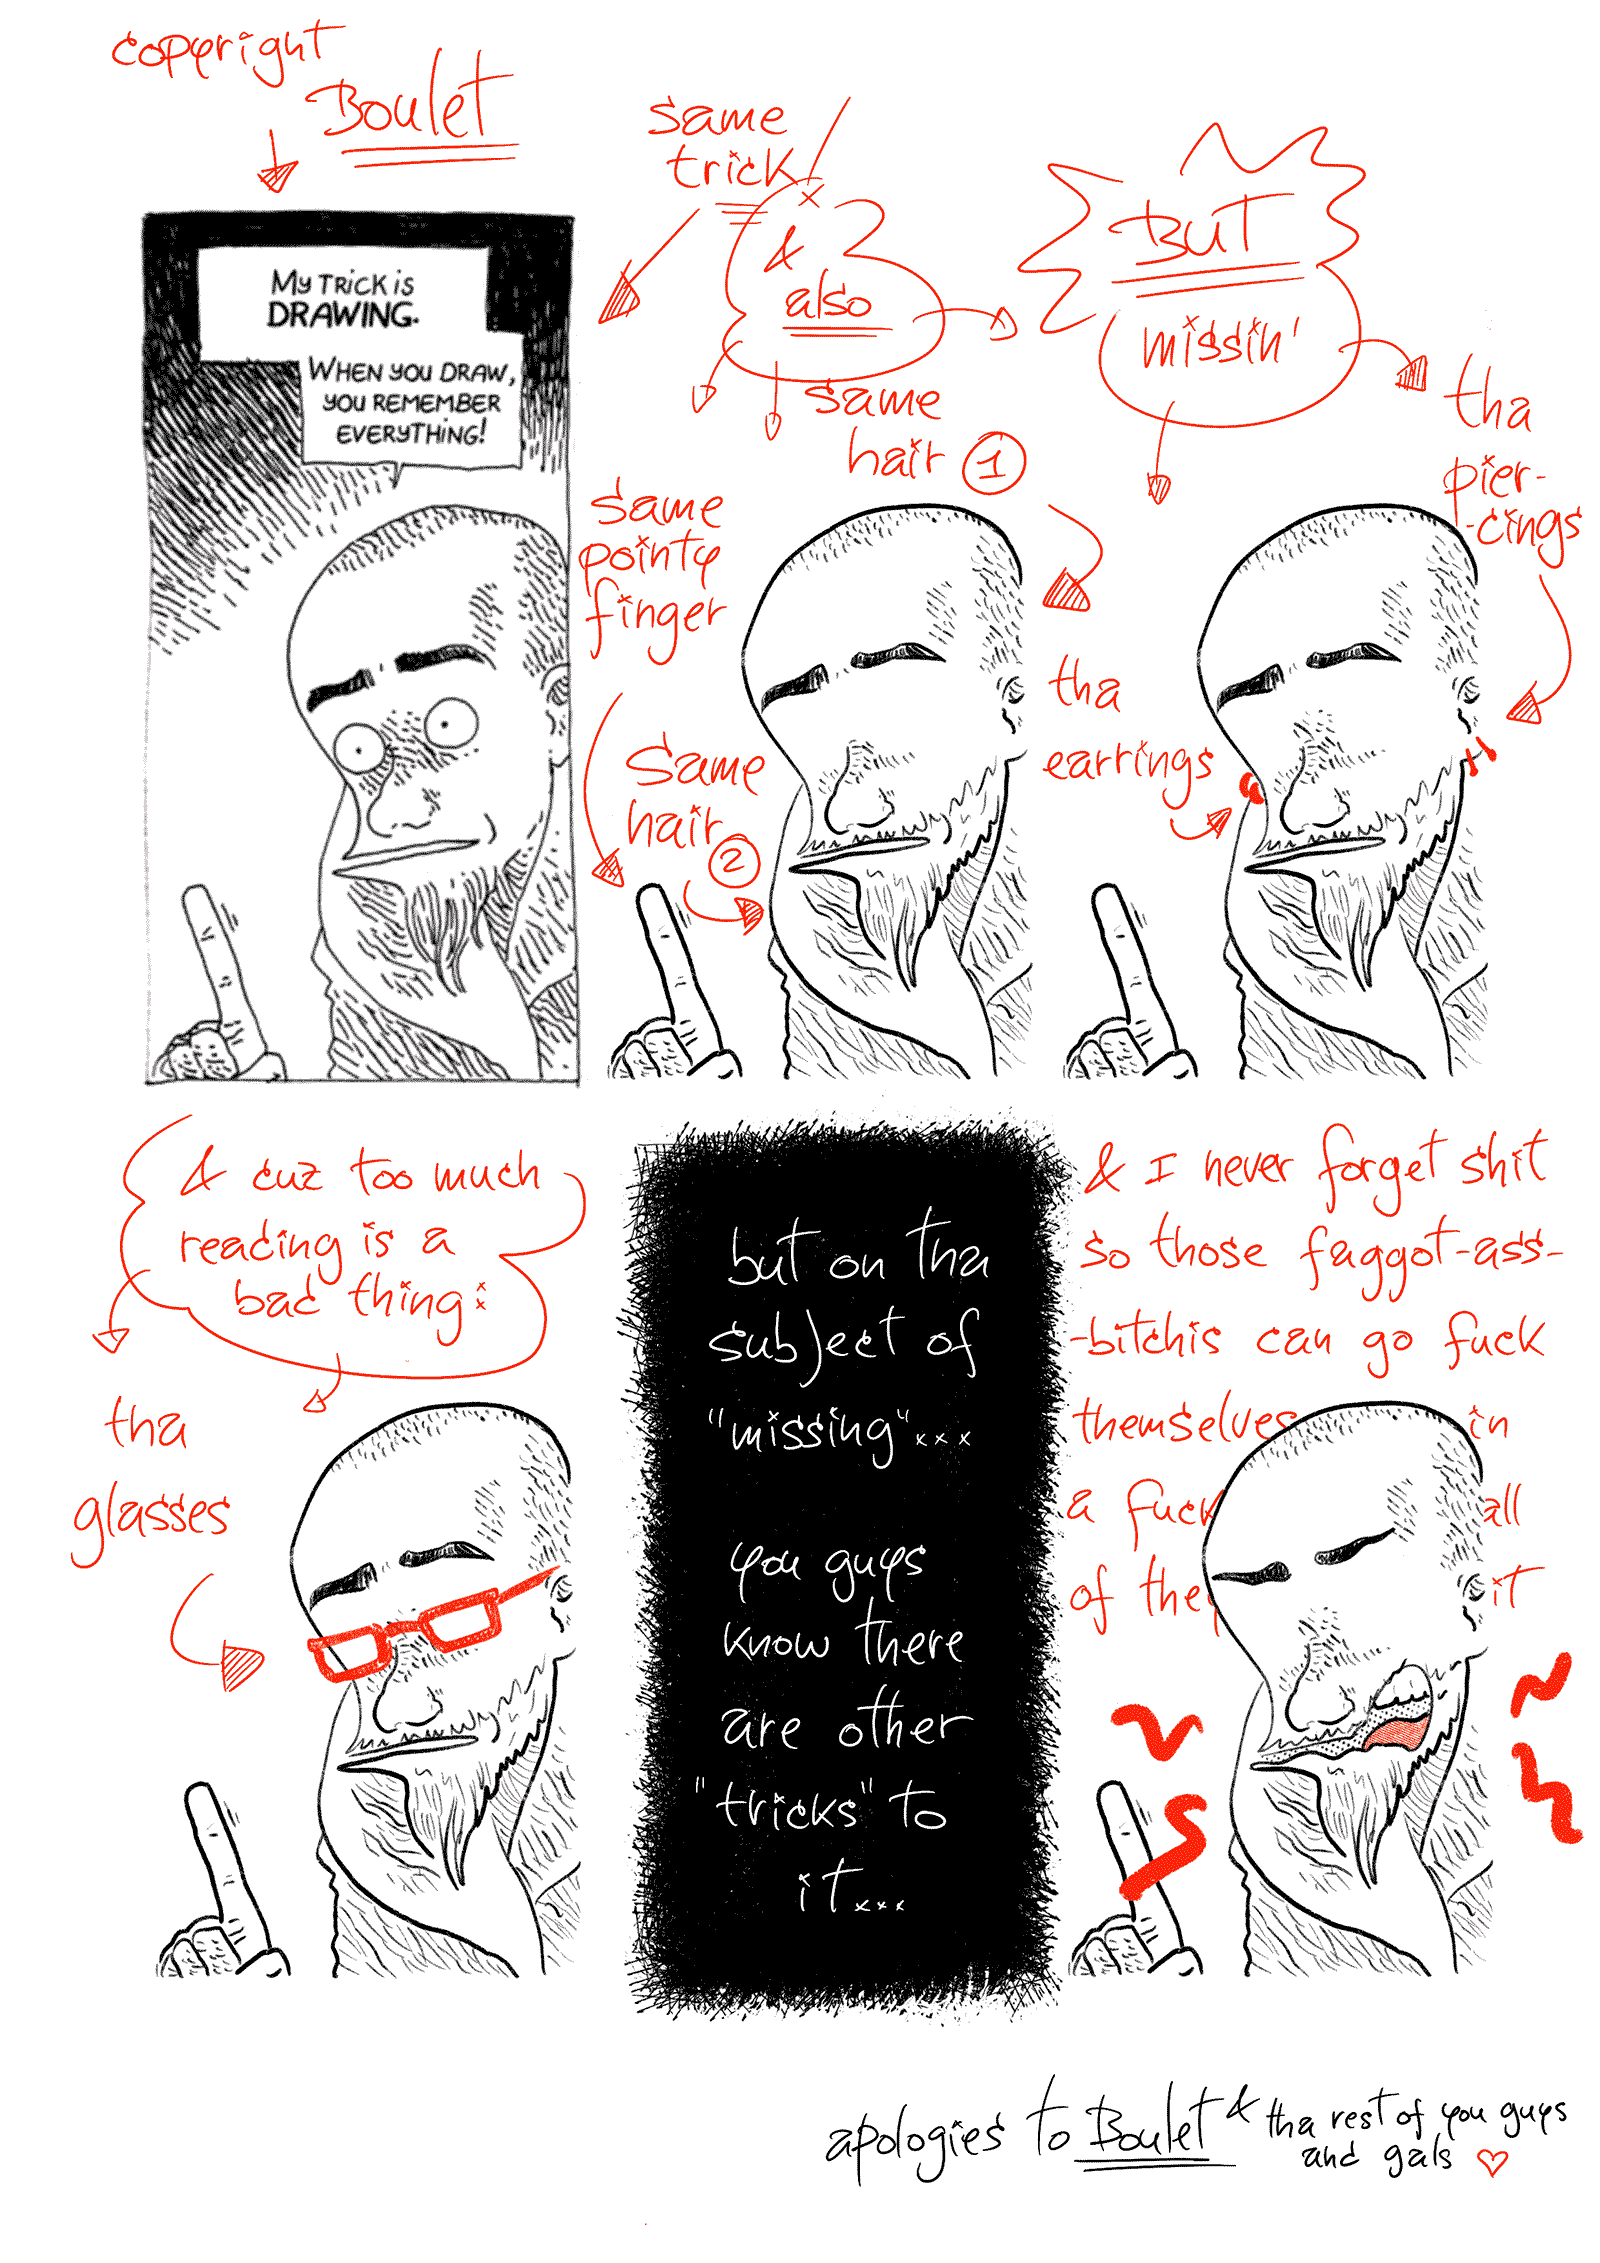 copyright
Boulet
My trick is
DRAWING.
When you draw,
you remember
everything!
same
trick
&
also
same
pointy
finger
same
hair 1
Same
hair
2
BUT
missin'
tha
pier-
-cings
tha
earrings
& cuz too much
reading is a
bad thing:
tha
glasses
but on tha
subject of
"missing"...
you guys
know there
are other
"tricks" to
it...
& I never forget shit
so those faggot-ass-
-bitchis can go fuck
themselves in
a fuck all
of they it
apologies to Boulet & tha rest of you guys
and gals ♡